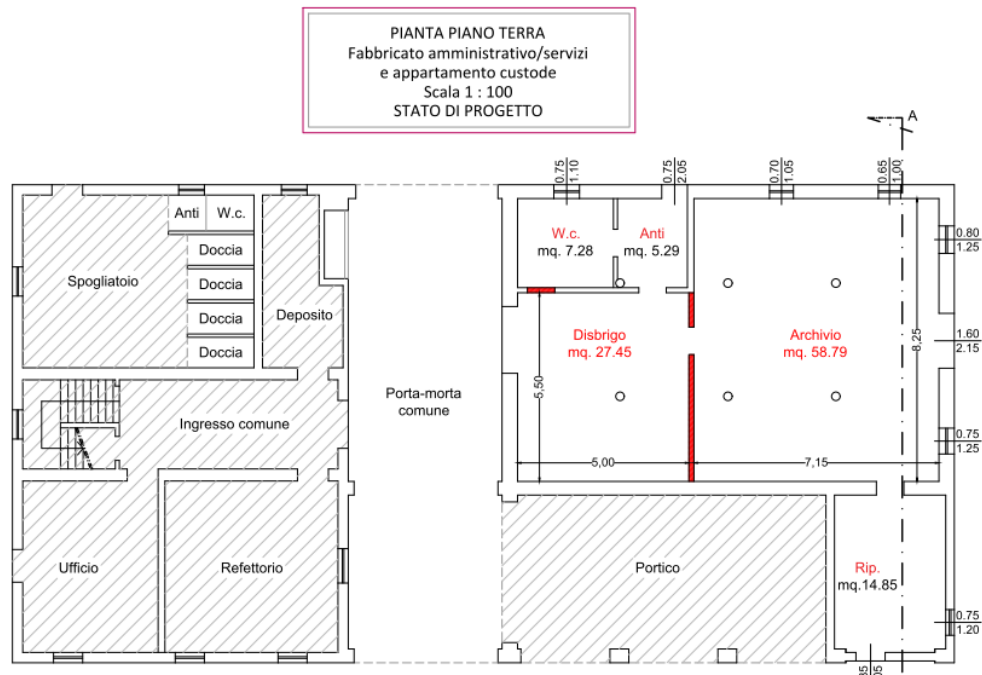 PIANTA PIANO TERRA
Fabbricato amministrativo/servizi
e appartamento custode
Scala 1 : 100
STATO DI PROGETTO
A
0.75
1.10
0.75
2.05
0.70
1.05
0.65
1.00
Anti
W.c.
Doccia
Doccia
Doccia
Doccia
Spogliatoio
Deposito
W.c.
mq. 7.28
Anti
mq. 5.29
0.80
1.25
Disbrigo
mq. 27.45
Archivio
mq. 58.79
8,25
1.60
2.15
5,50
Porta-morta
comune
Ingresso comune
0.75
1.25
5,00
7,15
Ufficio
Refettorio
Portico
Rip.
mq.14.85
0.75
1.20